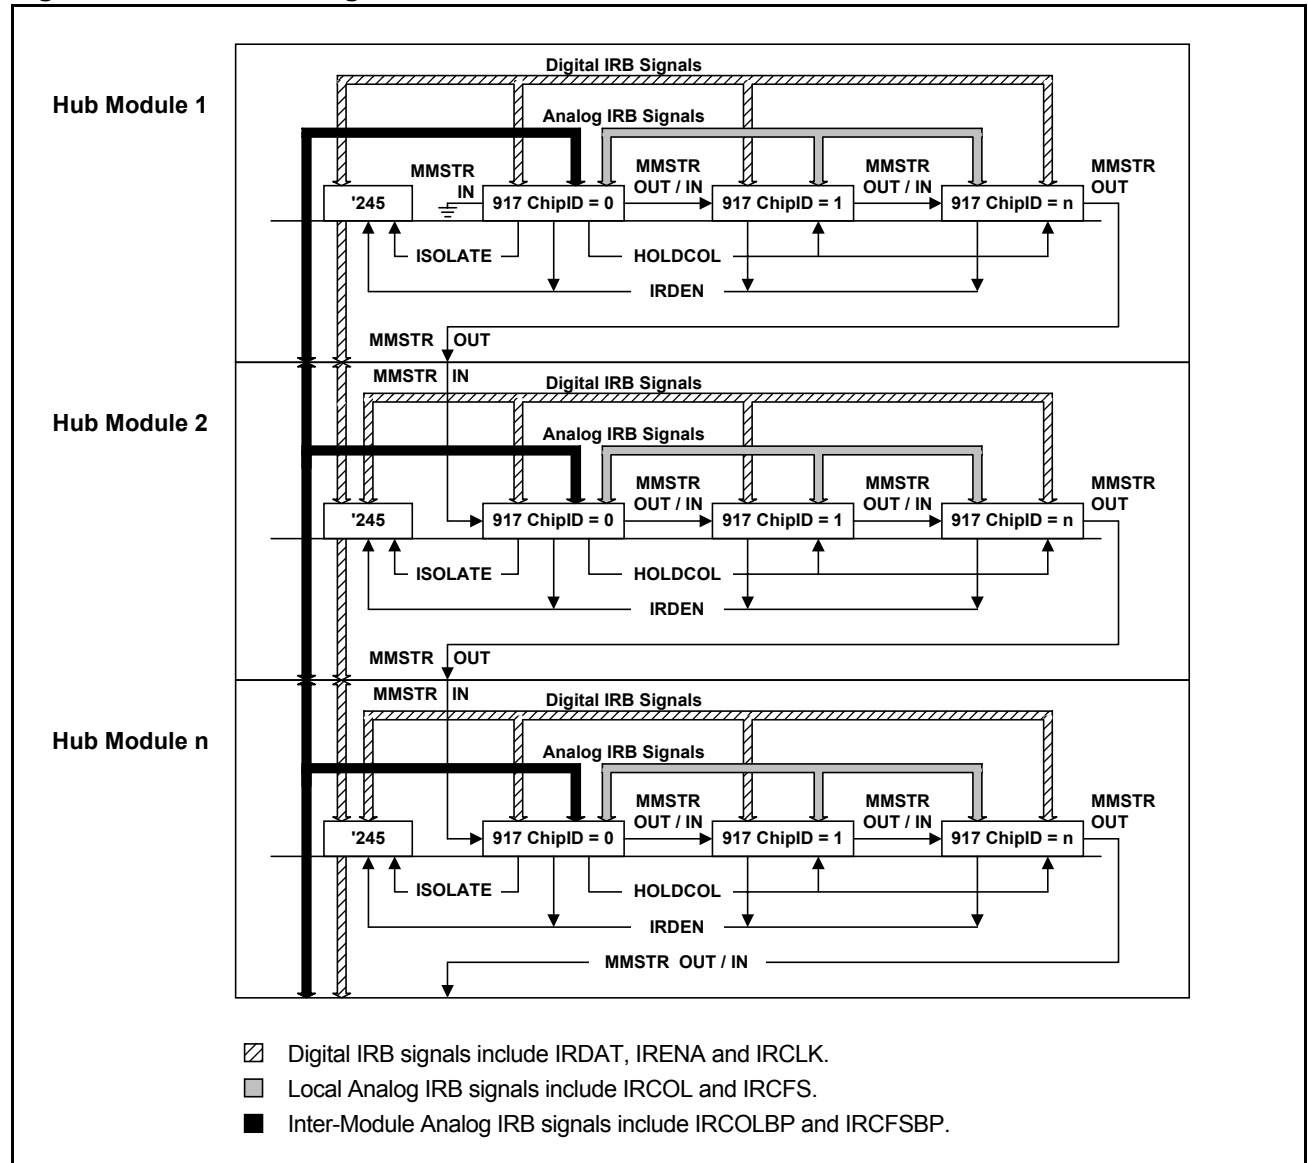 Hub Module 1
Digital IRB Signals
Analog IRB Signals
MMSTR
IN
MMSTR
OUT / IN
MMSTR
OUT / IN
MMSTR
OUT
'245
917 ChipID = 0
917 ChipID = 1
917 ChipID = n
ISOLATE
HOLDCOL
IRDEN
MMSTR OUT
Hub Module 2
MMSTR IN
Digital IRB Signals
Analog IRB Signals
MMSTR
OUT / IN
MMSTR
OUT / IN
MMSTR
OUT
'245
917 ChipID = 0
917 ChipID = 1
917 ChipID = n
ISOLATE
HOLDCOL
IRDEN
MMSTR OUT
Hub Module n
MMSTR IN
Digital IRB Signals
Analog IRB Signals
MMSTR
OUT / IN
MMSTR
OUT / IN
MMSTR
OUT
'245
917 ChipID = 0
917 ChipID = 1
917 ChipID = n
ISOLATE
HOLDCOL
IRDEN
MMSTR OUT / IN
Digital IRB signals include IRDAT, IRENA and IRCLK.
Local Analog IRB signals include IRCOL and IRCFS.
Inter-Module Analog IRB signals include IRCOLBP and IRCFSBP.